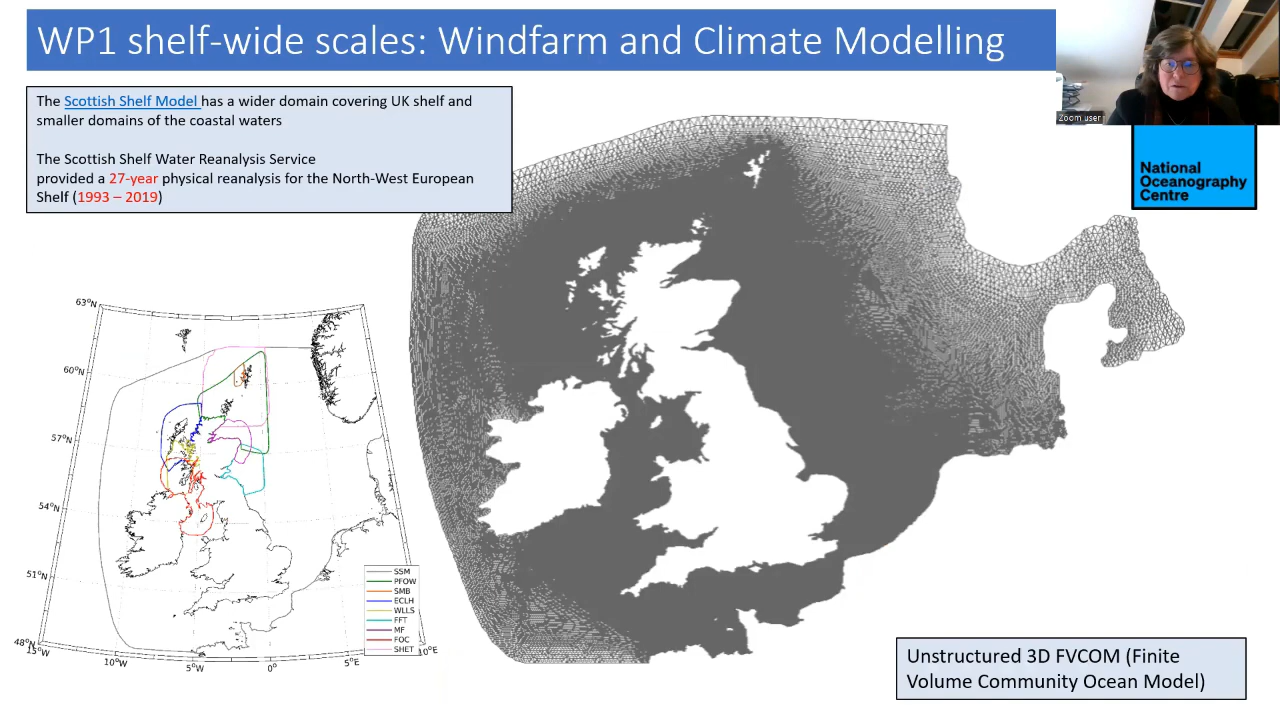 WP1 shelf-wide scales: Windfarm and Climate Modelling
Zoom user
The Scottish Shelf Model has a wider domain covering UK shelf and
smaller domains of the coastal waters
The Scottish Shelf Water Reanalysis Service
provided a 27-year physical reanalysis for the North-West European
Shelf (1993 – 2019)
National
Oceanography
Centre
63°N
60°N
57°N
54°N
51°N
48°N
15°W
10°W
5°W
0°
5°E
10°E
SSM
PFOW
SMB
ECLH
WLLS
FFT
MF
FOC
SHET
Unstructured 3D FVCOM (Finite
Volume Community Ocean Model)